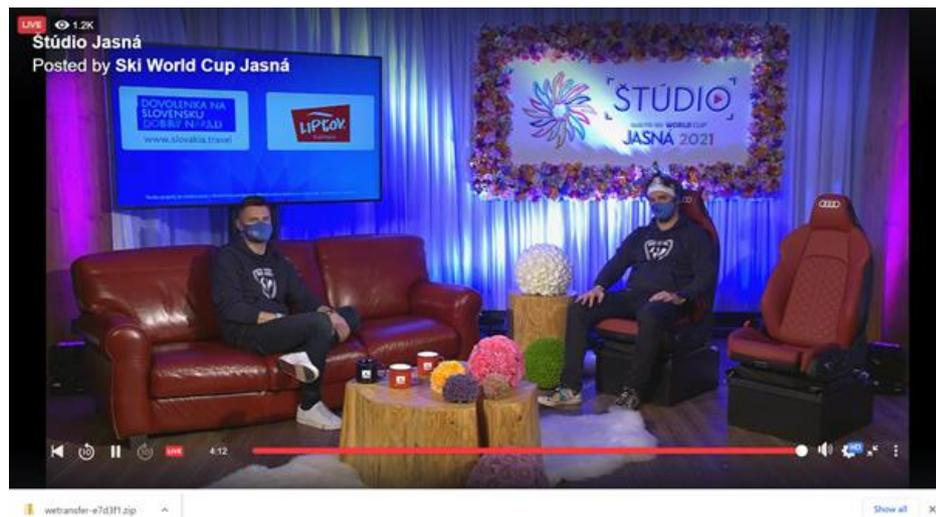 LIVE 1.2K
Štúdio Jasná
Posted by Ski World Cup Jasná
DOVOLENKA NA
SLOVENSKU
DOBRÝ NÁPAD
www.slovakia.travel
LIPTOV
ŠTÚDIO
WORLD CUP
JASNÁ 2021
LIVE 4:12 HD
wetransfer-e7d3f1.zip
Show all